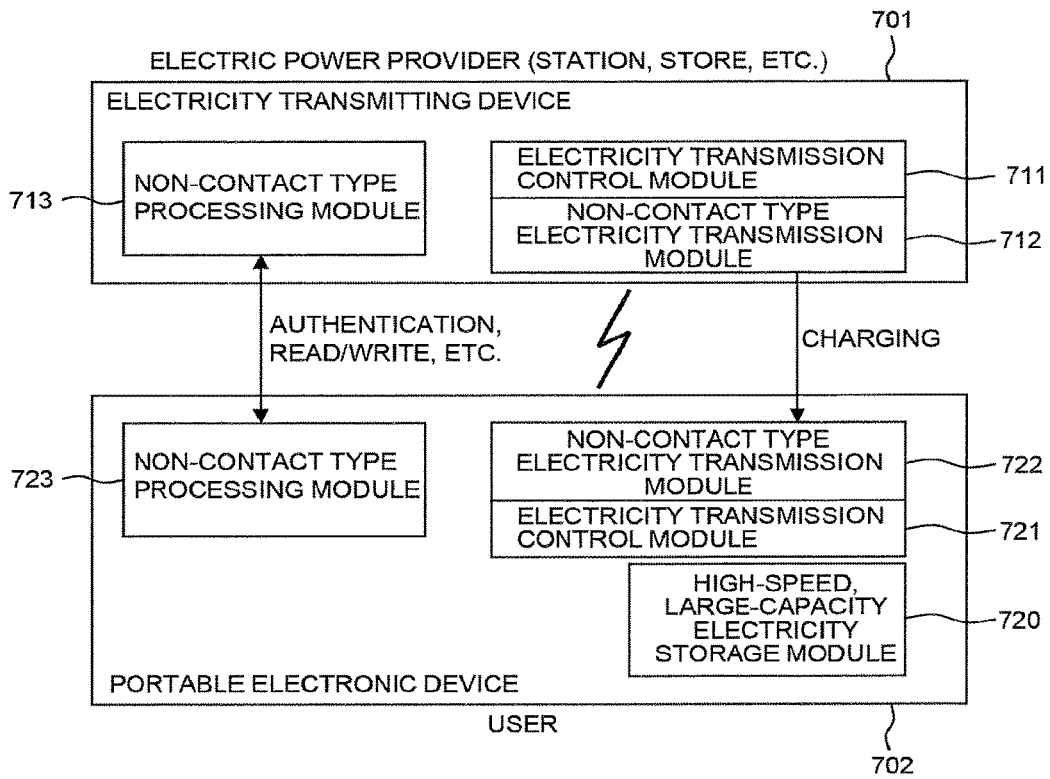 701
ELECTRIC POWER PROVIDER (STATION, STORE, ETC.)
ELECTRICITY TRANSMITTING DEVICE
713
NON-CONTACT TYPE
PROCESSING MODULE
ELECTRICITY TRANSMISSION
CONTROL MODULE
711
NON-CONTACT TYPE
ELECTRICITY TRANSMISSION
MODULE
712
AUTHENTICATION,
READ/WRITE, ETC.
CHARGING
723
NON-CONTACT TYPE
PROCESSING MODULE
NON-CONTACT TYPE
ELECTRICITY TRANSMISSION
MODULE
722
ELECTRICITY TRANSMISSION
CONTROL MODULE
721
HIGH-SPEED,
LARGE-CAPACITY
ELECTRICITY
STORAGE MODULE
720
PORTABLE ELECTRONIC DEVICE
USER
702